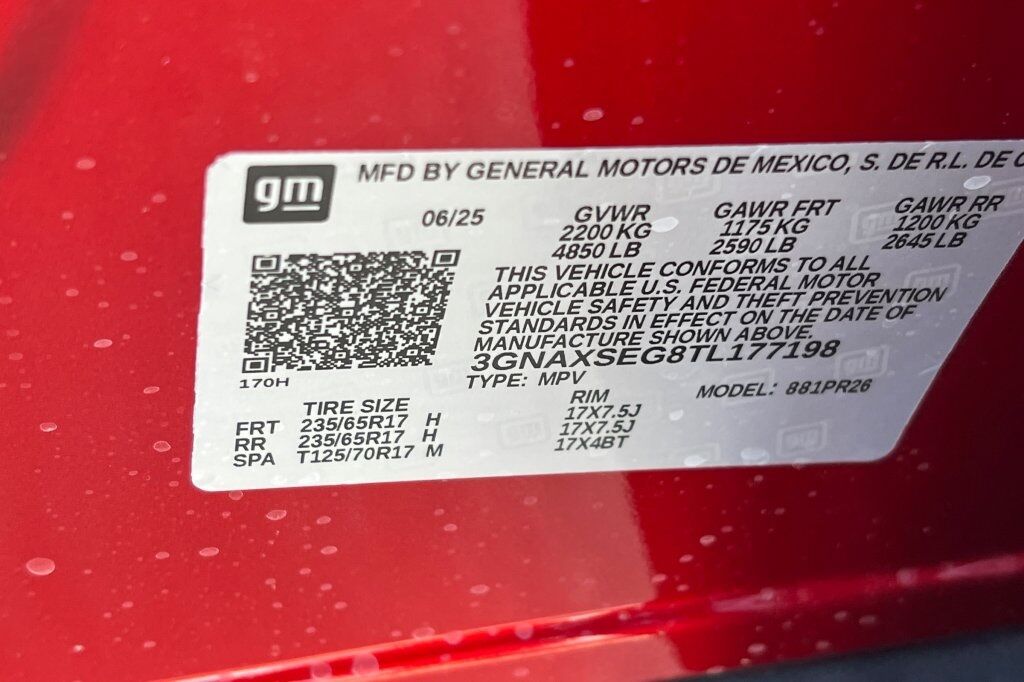 gm
MFD BY GENERAL MOTORS DE MEXICO, S. DE R.L. DE
06/25
GVWR GAWR FRT GAWR RR
2200 KG 1175 KG 1200 KG
4850 LB 2590 LB 2645 LB
THIS VEHICLE CONFORMS TO ALL
APPLICABLE U.S. FEDERAL MOTOR
VEHICLE SAFETY AND THEFT PREVENTION
STANDARDS IN EFFECT ON THE DATE OF
MANUFACTURE SHOWN ABOVE.
3GNAXSEG8TL177198
170H
TYPE: MPV MODEL: 881PR26
TIRE SIZE RIM
FRT 235/65R17 H 17X7.5J
RR 235/65R17 H 17X7.5J
SPA T125/70R17 M 17X4BT